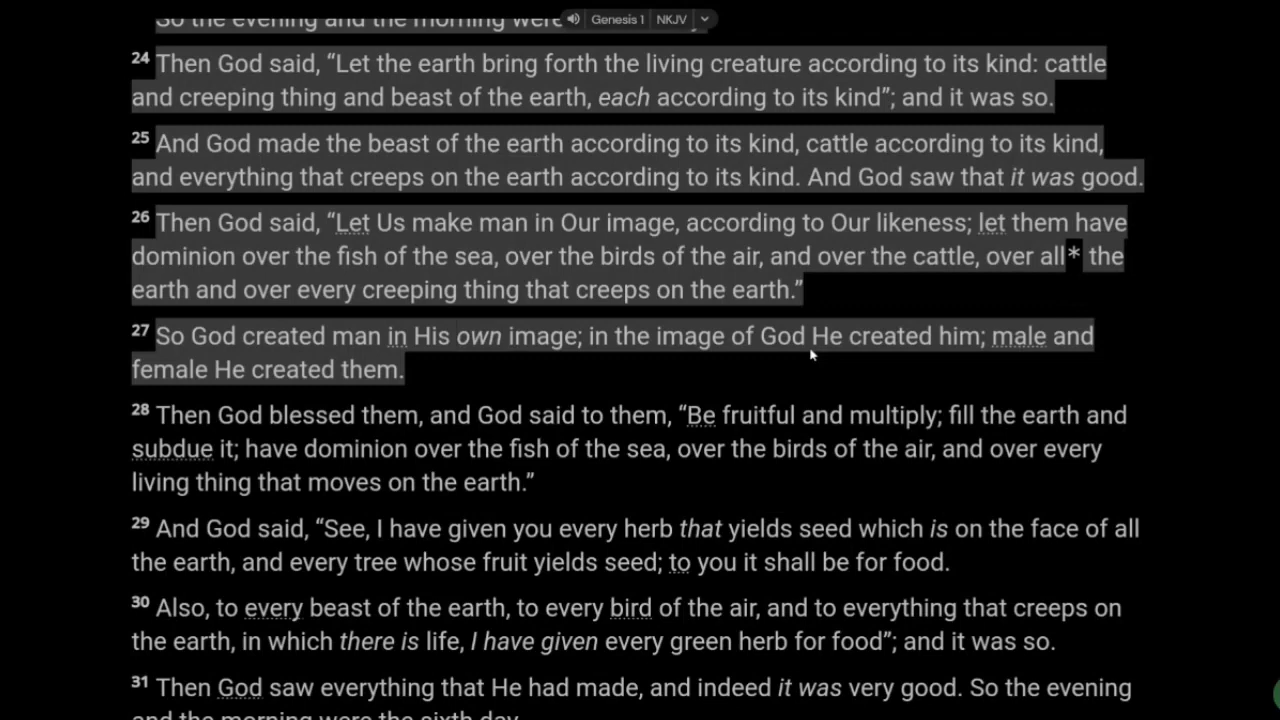 So the evening and the morning were
Genesis 1 NKJV
24 Then God said, “Let the earth bring forth the living creature according to its kind: cattle
and creeping thing and beast of the earth, each according to its kind”; and it was so.
25 And God made the beast of the earth according to its kind, cattle according to its kind,
and everything that creeps on the earth according to its kind. And God saw that it was good.
26 Then God said, “Let Us make man in Our image, according to Our likeness; let them have
dominion over the fish of the sea, over the birds of the air, and over the cattle, over all* the
earth and over every creeping thing that creeps on the earth.”
27 So God created man in His own image; in the image of God He created him; male and
female He created them.
28 Then God blessed them, and God said to them, “Be fruitful and multiply; fill the earth and
subdue it; have dominion over the fish of the sea, over the birds of the air, and over every
living thing that moves on the earth.”
29 And God said, “See, I have given you every herb that yields seed which is on the face of all
the earth, and every tree whose fruit yields seed; to you it shall be for food.
30 Also, to every beast of the earth, to every bird of the air, and to everything that creeps on
the earth, in which there is life, I have given every green herb for food”; and it was so.
31 Then God saw everything that He had made, and indeed it was very good. So the evening
and the morning were the sixth day.